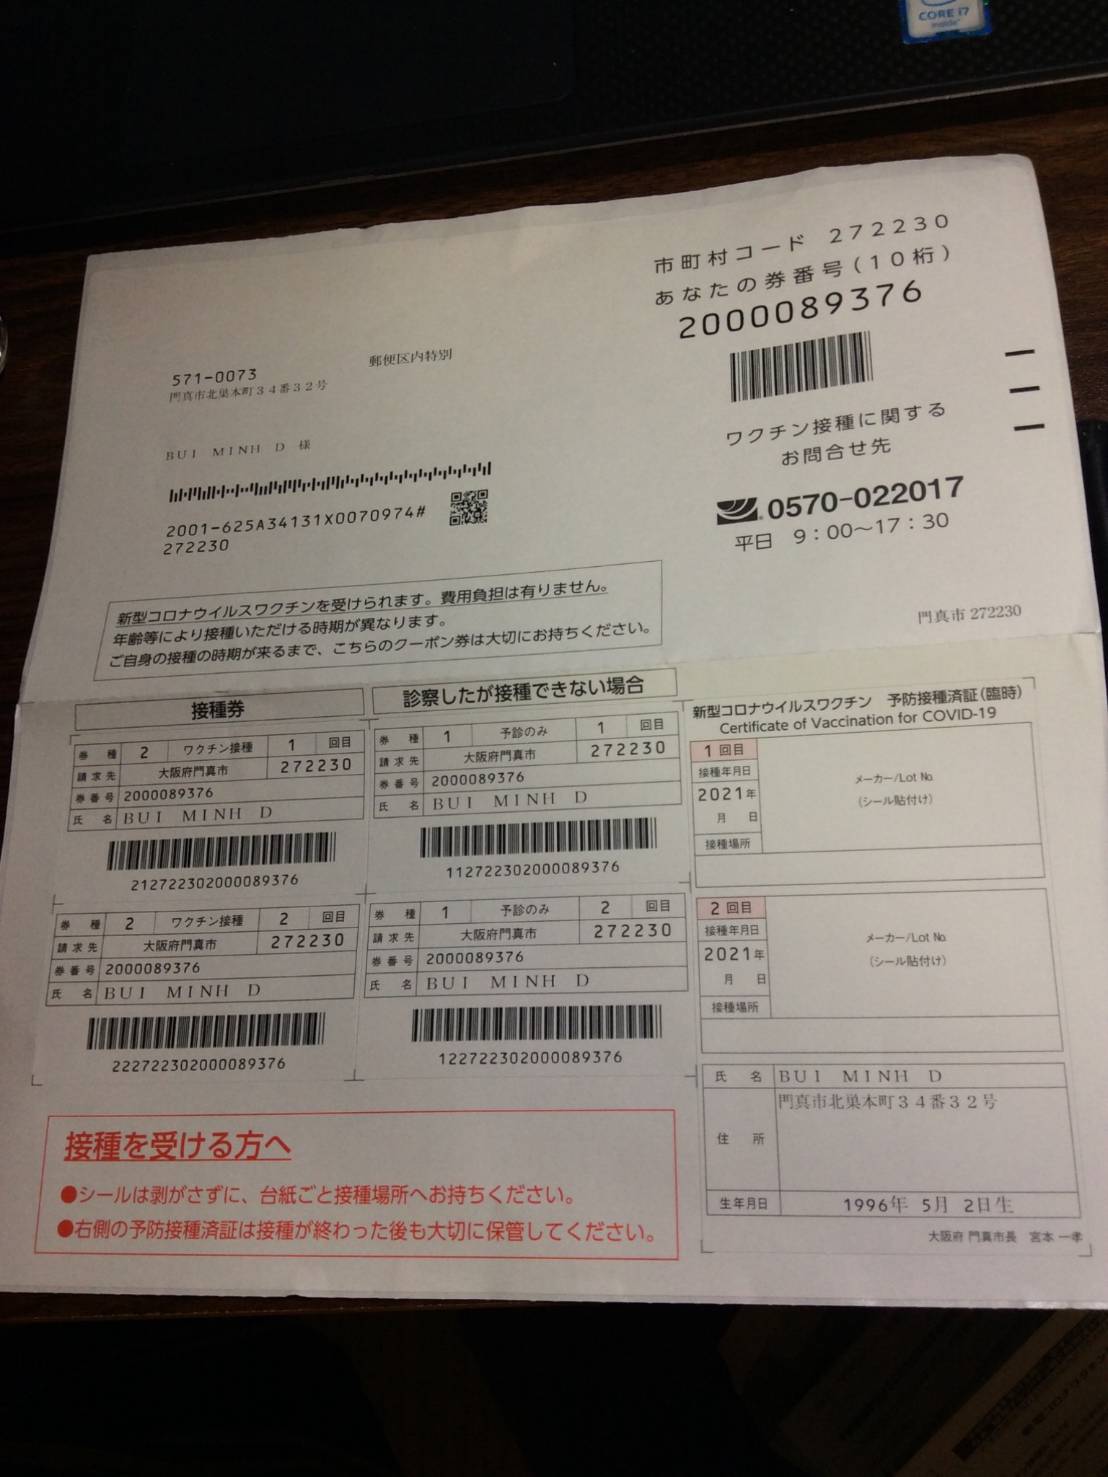 CORE i7
inside
市町村コード 272230
あなたの券番号(10桁)
2000089376
郵便区内特別
571-0073
門真市北巣本町34番32号
BUI MINH D 様
2001-625A34131X0070974#
272230
ワクチン接種に関する
お問合せ先
0570-022017
平日 9:00~17:30
門真市 272230
新型コロナウイルスワクチンを受けられます。費用負担は有りません。
年齢等により接種いただける時期が異なります。
ご自身の接種の時期が来るまで、こちらのクーポン券は大切にお持ちください。
接種券
券種 2 ワクチン接種 1 回目
請求先 大阪府門真市 272230
券番号 2000089376
氏名 BUI MINH D
212722302000089376
券種 2 ワクチン接種 2 回目
請求先 大阪府門真市 272230
券番号 2000089376
氏名 BUI MINH D
222722302000089376
診察したが接種できない場合
券種 1 予診のみ 1 回目
請求先 大阪府門真市 272230
券番号 2000089376
氏名 BUI MINH D
112722302000089376
券種 1 予診のみ 2 回目
請求先 大阪府門真市 272230
券番号 2000089376
氏名 BUI MINH D
122722302000089376
新型コロナウイルスワクチン 予防接種済証(臨時)
Certificate of Vaccination for COVID-19
1回目
接種年月日
2021年
月 日
接種場所
メーカー/Lot No.
(シール貼付け)
2回目
接種年月日
2021年
月 日
接種場所
メーカー/Lot No.
(シール貼付け)
氏名 BUI MINH D
住所 門真市北巣本町34番32号
生年月日 1996年 5月 2日生
大阪府 門真市長 宮本 一孝
接種を受ける方へ
●シールは剥がさずに、台紙ごと接種場所へお持ちください。
●右側の予防接種済証は接種が終わった後も大切に保管してください。